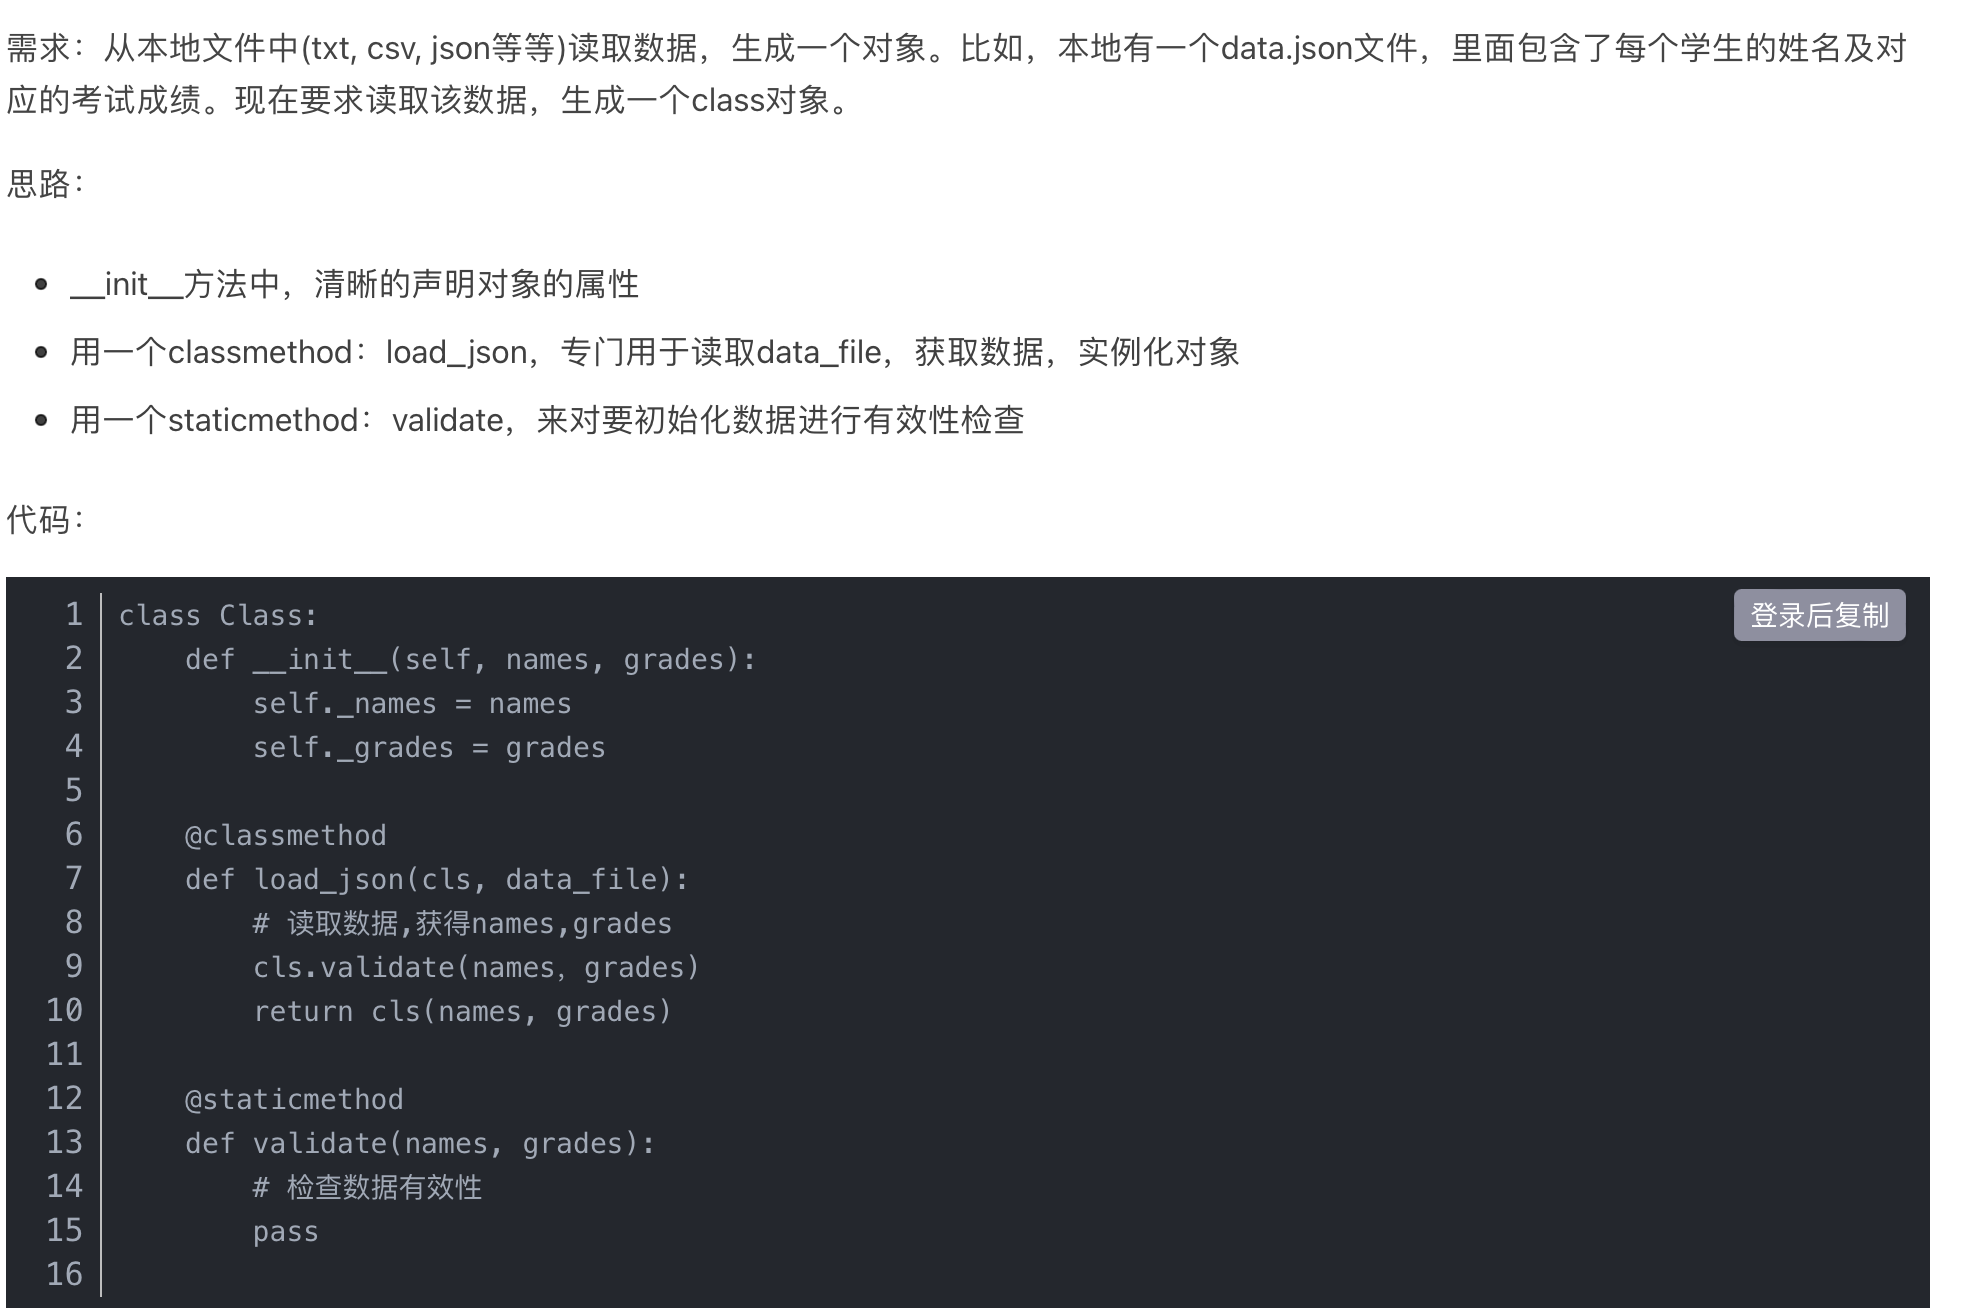 需求：从本地文件中(txt, csv, json等等)读取数据，生成一个对象。比如，本地有一个data.json文件，里面包含了每个学生的姓名及对
应的考试成绩。现在要求读取该数据，生成一个class对象。
思路：
• __init__方法中，清晰的声明对象的属性
• 用一个classmethod：load_json，专门用于读取data_file，获取数据，实例化对象
• 用一个staticmethod：validate，来对要初始化数据进行有效性检查
代码：
登录后复制
1 class Class:
2     def __init__(self, names, grades):
3         self._names = names
4         self._grades = grades
5
6     @classmethod
7     def load_json(cls, data_file):
8         # 读取数据,获得names,grades
9         cls.validate(names，grades)
10         return cls(names, grades)
11
12     @staticmethod
13     def validate(names, grades):
14         # 检查数据有效性
15         pass
16